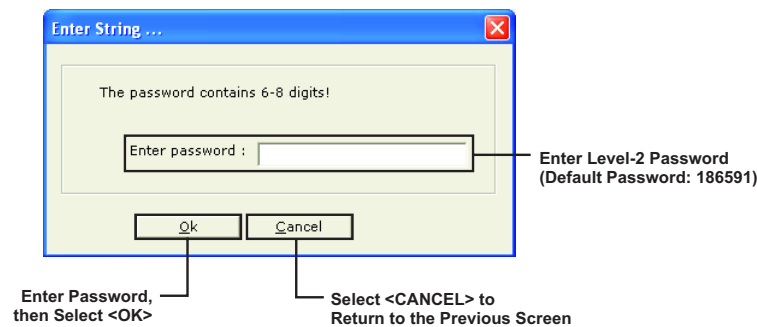 Enter String ...
The password contains 6-8 digits!
Enter password :
Enter Level-2 Password
(Default Password: 186591)
Ok
Cancel
Enter Password,
then Select <OK>
Select <CANCEL> to
Return to the Previous Screen